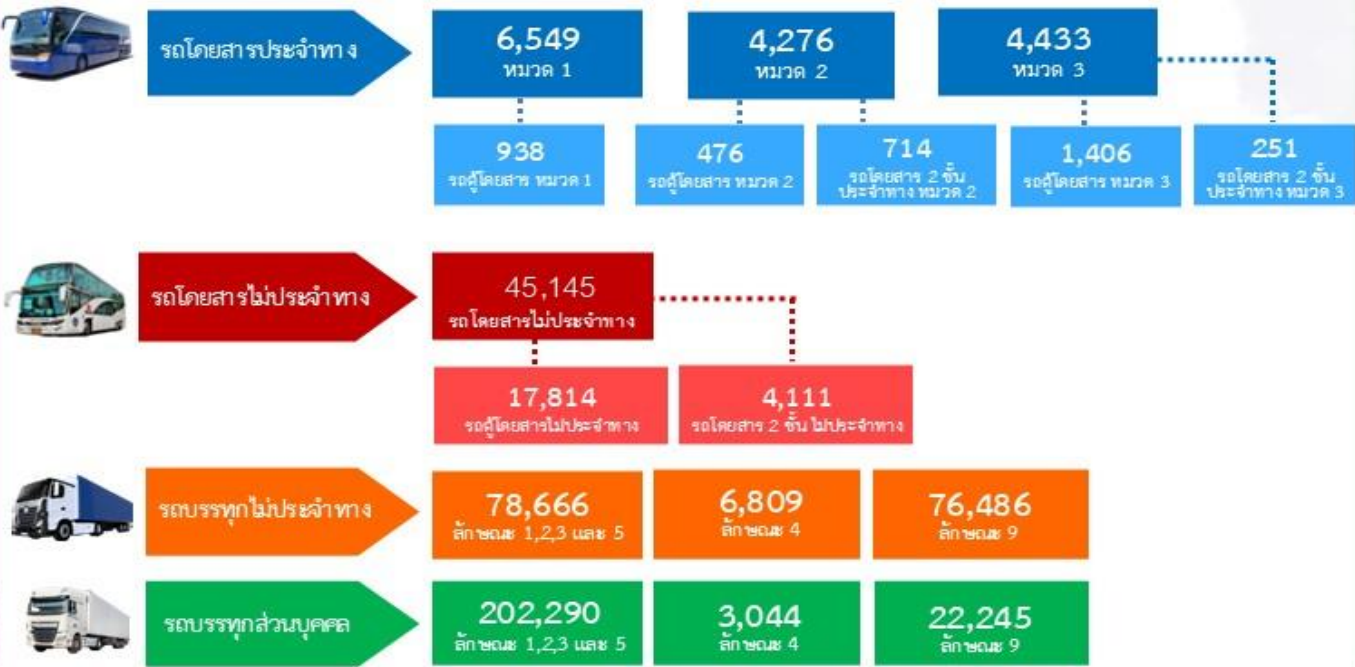 รถโดยสารประจำทาง
6,549
หมวด 1
4,276
หมวด 2
4,433
หมวด 3
938
รถตู้โดยสาร หมวด 1
476
รถตู้โดยสาร หมวด 2
714
รถโดยสาร 2 ชั้น
ประจำทาง หมวด 2
1,406
รถตู้โดยสาร หมวด 3
251
รถโดยสาร 2 ชั้น
ประจำทาง หมวด 3
รถโดยสารไม่ประจำทาง
45,145
รถโดยสารไม่ประจำทาง
17,814
รถตู้โดยสารไม่ประจำทาง
4,111
รถโดยสาร 2 ชั้น ไม่ประจำทาง
รถบรรทุกไม่ประจำทาง
78,666
ลักษณะ 1,2,3 และ 5
6,809
ลักษณะ 4
76,486
ลักษณะ 9
รถบรรทุกส่วนบุคคล
202,290
ลักษณะ 1,2,3 และ 5
3,044
ลักษณะ 4
22,245
ลักษณะ 9